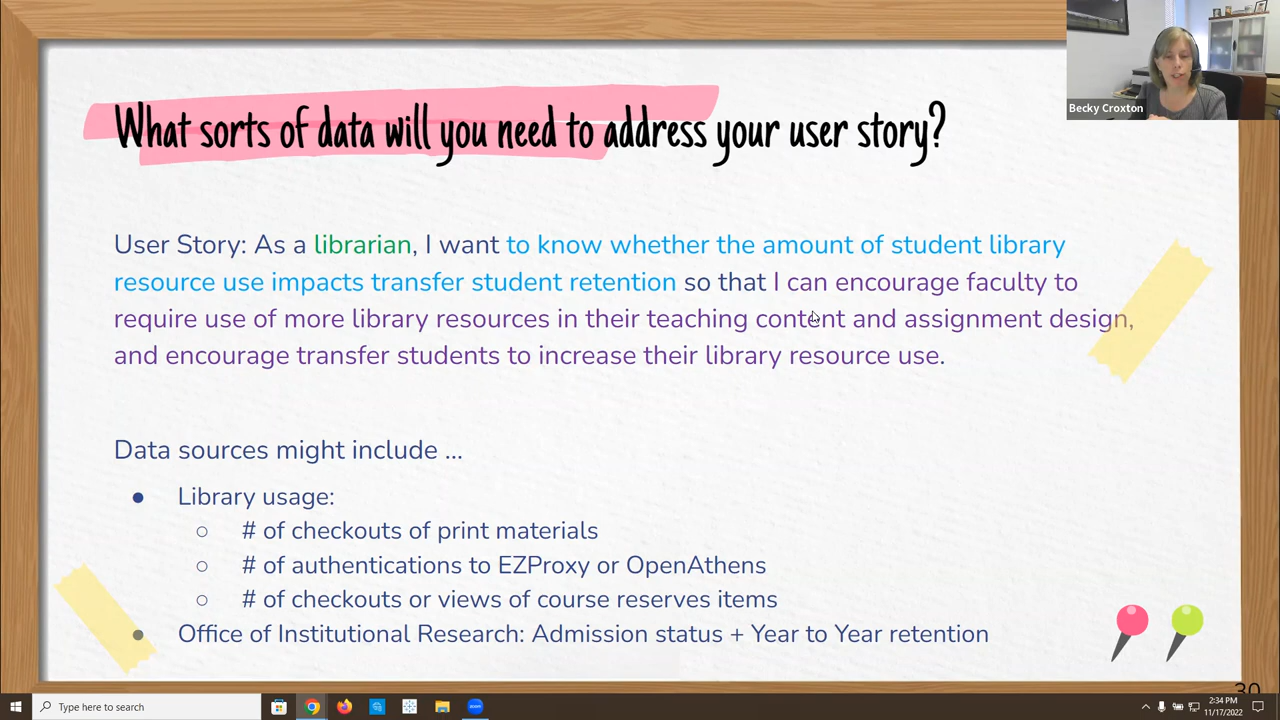 What sorts of data will you need to address your user story?
Becky Croxton
User Story: As a librarian, I want to know whether the amount of student library
resource use impacts transfer student retention so that I can encourage faculty to
require use of more library resources in their teaching content and assignment design,
and encourage transfer students to increase their library resource use.
Data sources might include ...
● Library usage:
○ # of checkouts of print materials
○ # of authentications to EZProxy or OpenAthens
○ # of checkouts or views of course reserves items
● Office of Institutional Research: Admission status + Year to Year retention
30
Type here to search
zoom
2:34 PM
11/17/2022